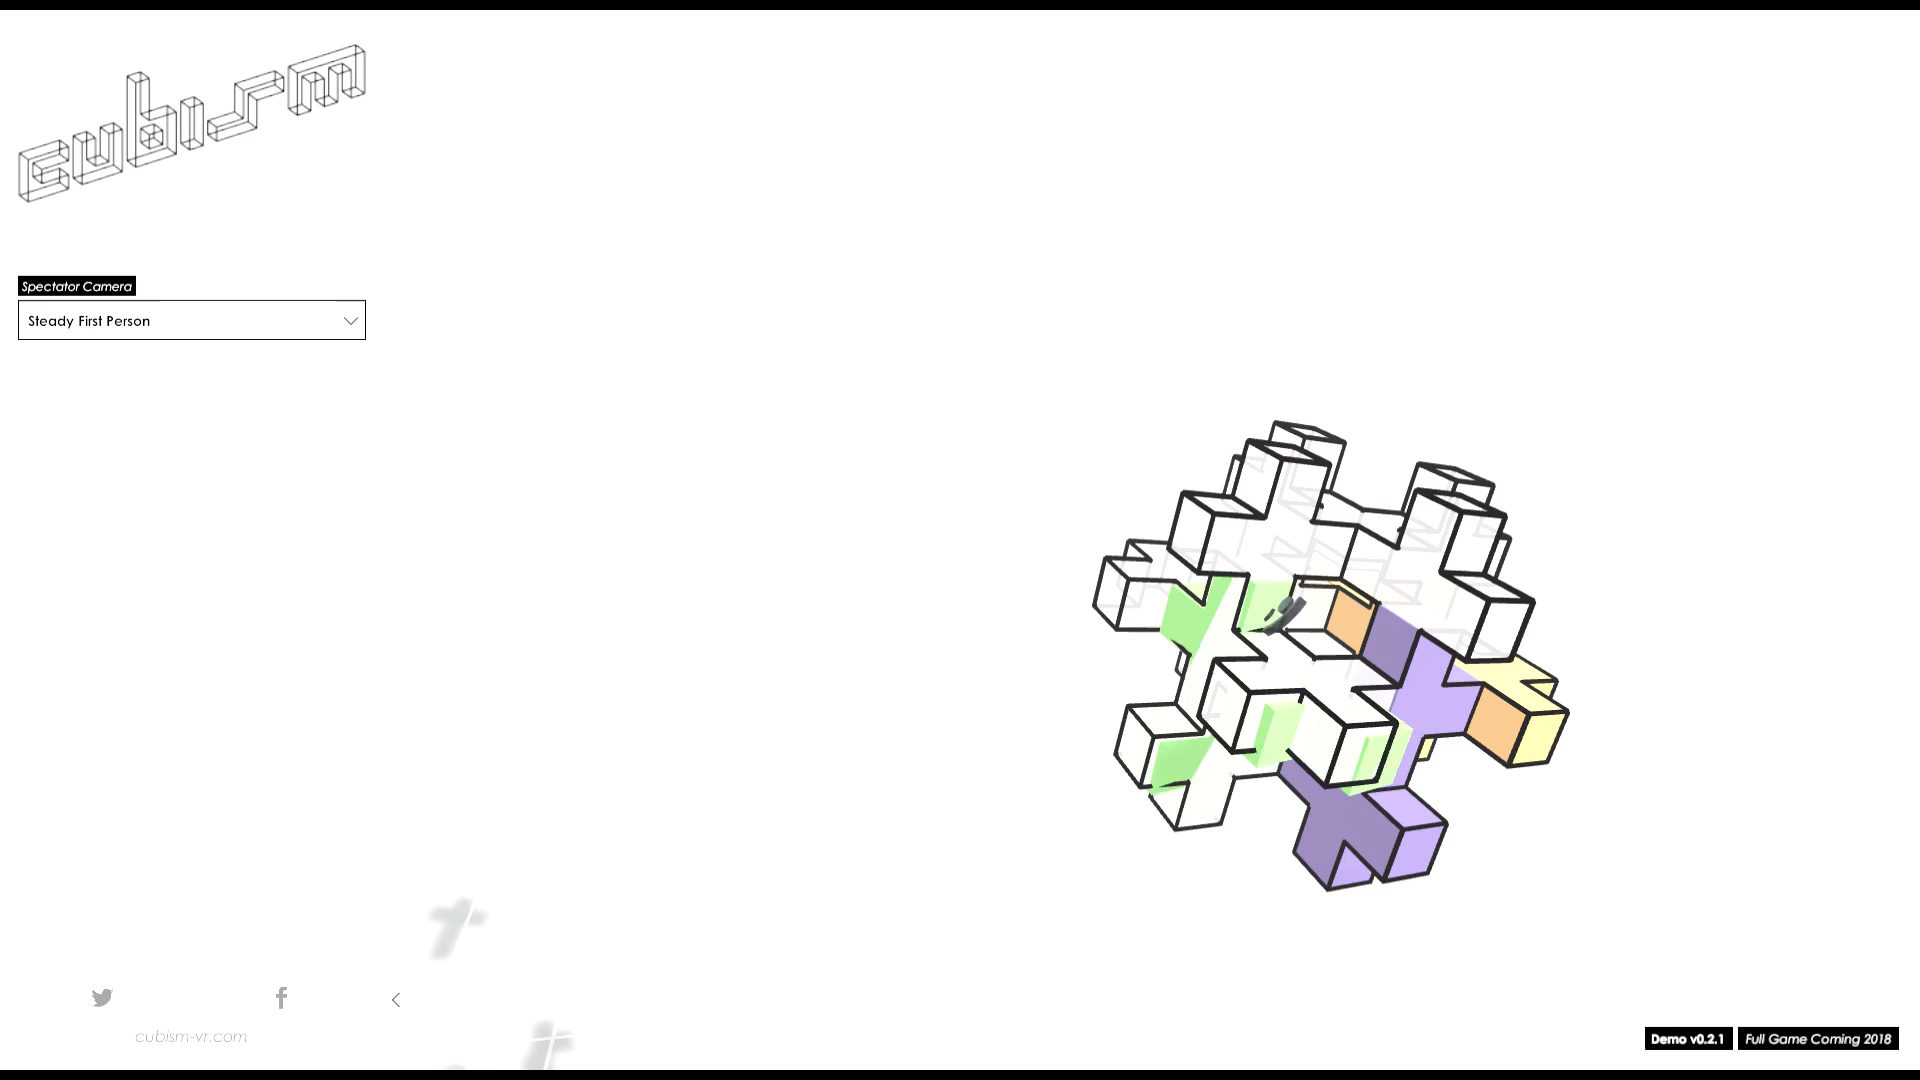 cubism
Spectator Camera
Steady First Person
cubism-vr.com
Demo v0.2.1
Full Game Coming 2018